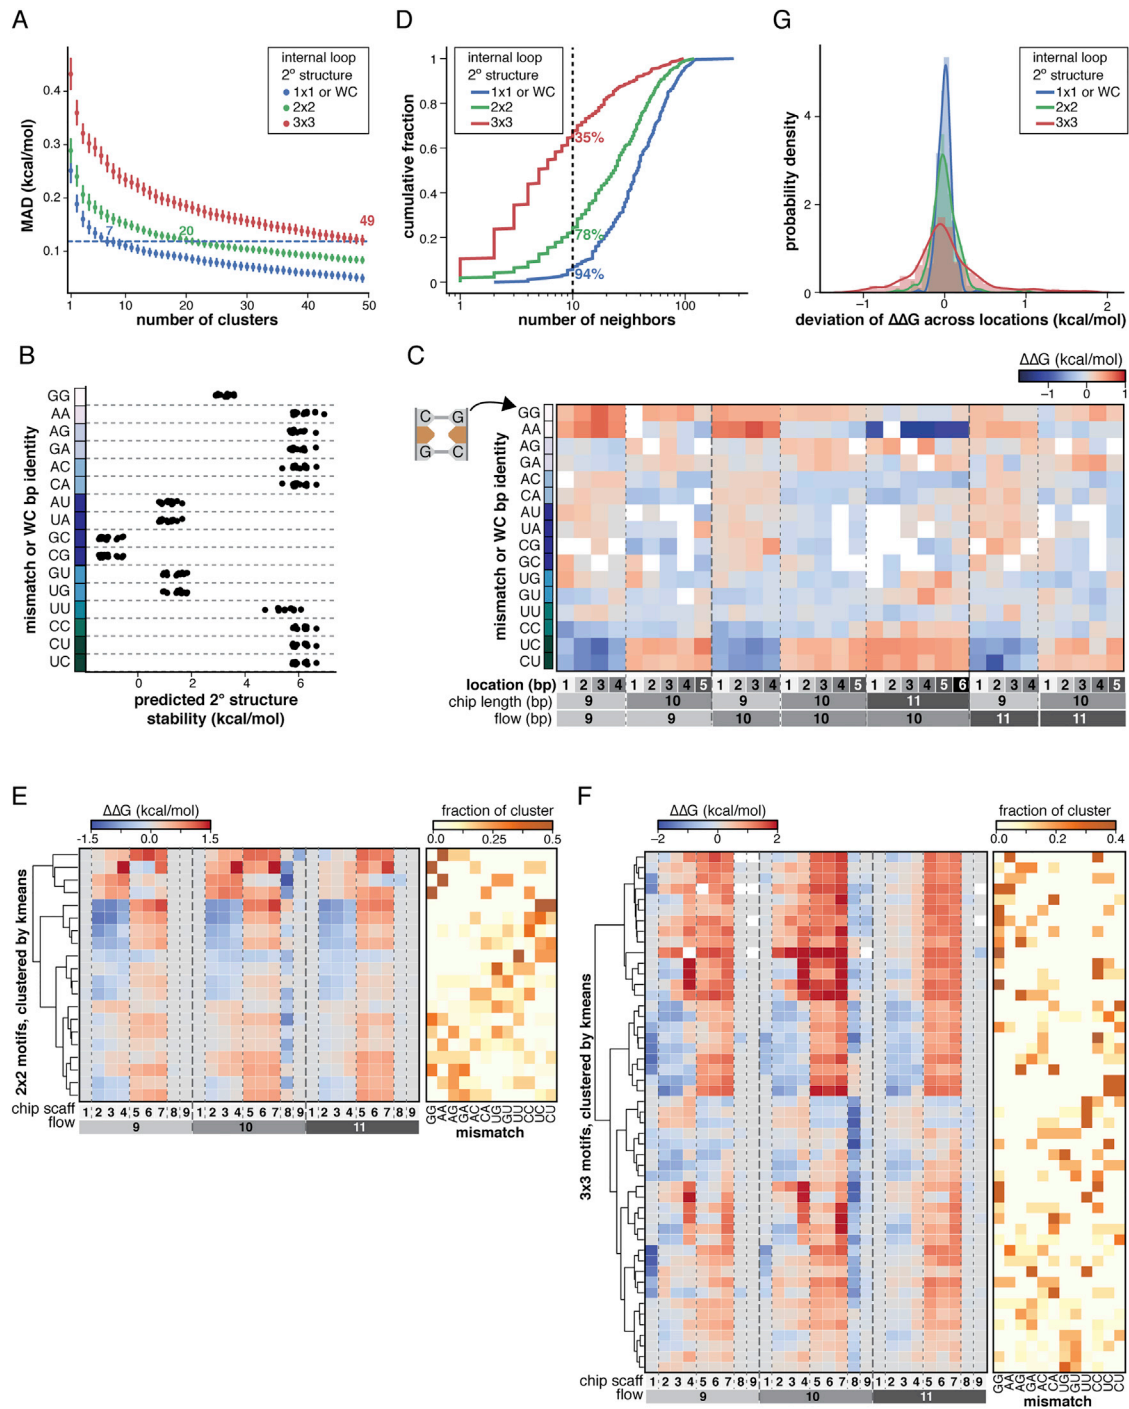 A
internal loop
2° structure
1x1 or WC
2x2
3x3
MAD (kcal/mol)
0.4
0.3
0.2
0.1
7
20
49
1
10
20
30
40
50
number of clusters
D
internal loop
2° structure
1x1 or WC
2x2
3x3
cumulative fraction
1
0.8
0.6
0.4
0.2
0
35%
78%
94%
1
10
100
number of neighbors
G
internal loop
2° structure
1x1 or WC
2x2
3x3
probability density
4
2
0
−1
0
1
2
deviation of ΔΔG across locations (kcal/mol)
B
mismatch or WC bp identity
GG
AA
AG
GA
AC
CA
AU
UA
GC
CG
GU
UG
UU
CC
CU
UC
0
2
4
6
predicted 2° structure
stability (kcal/mol)
C
ΔΔG (kcal/mol)
−1
0
1
C G
G C
mismatch or WC bp identity
GG
AA
AG
GA
AC
CA
AU
UA
CG
GC
UG
GU
UU
CC
UC
CU
location (bp) 1 2 3 4 1 2 3 4 5 1 2 3 4 1 2 3 4 5 1 2 3 4 5 6 1 2 3 4 1 2 3 4 5
chip length (bp) 9 10 9 10 11 9 10
flow (bp) 9 9 10 10 10 11 11
E
ΔΔG (kcal/mol)
-1.5 0.0 1.5
fraction of cluster
0.0 0.25 0.5
2x2 motifs, clustered by kmeans
chip scaff 1 2 3 4 5 6 7 8 9 1 2 3 4 5 6 7 8 9 1 2 3 4 5 6 7 8 9
flow 9 10 11
GG AA AG GA AC CA UG GU UU CC UC CU
mismatch
F
ΔΔG (kcal/mol)
−2 0 2
fraction of cluster
0.0 0.2 0.4
3x3 motifs, clustered by kmeans
chip scaff 1 2 3 4 5 6 7 8 9 1 2 3 4 5 6 7 8 9 1 2 3 4 5 6 7 8 9
flow 9 10 11
GG AA AG GA AC CA UG GU UU CC UC CU
mismatch